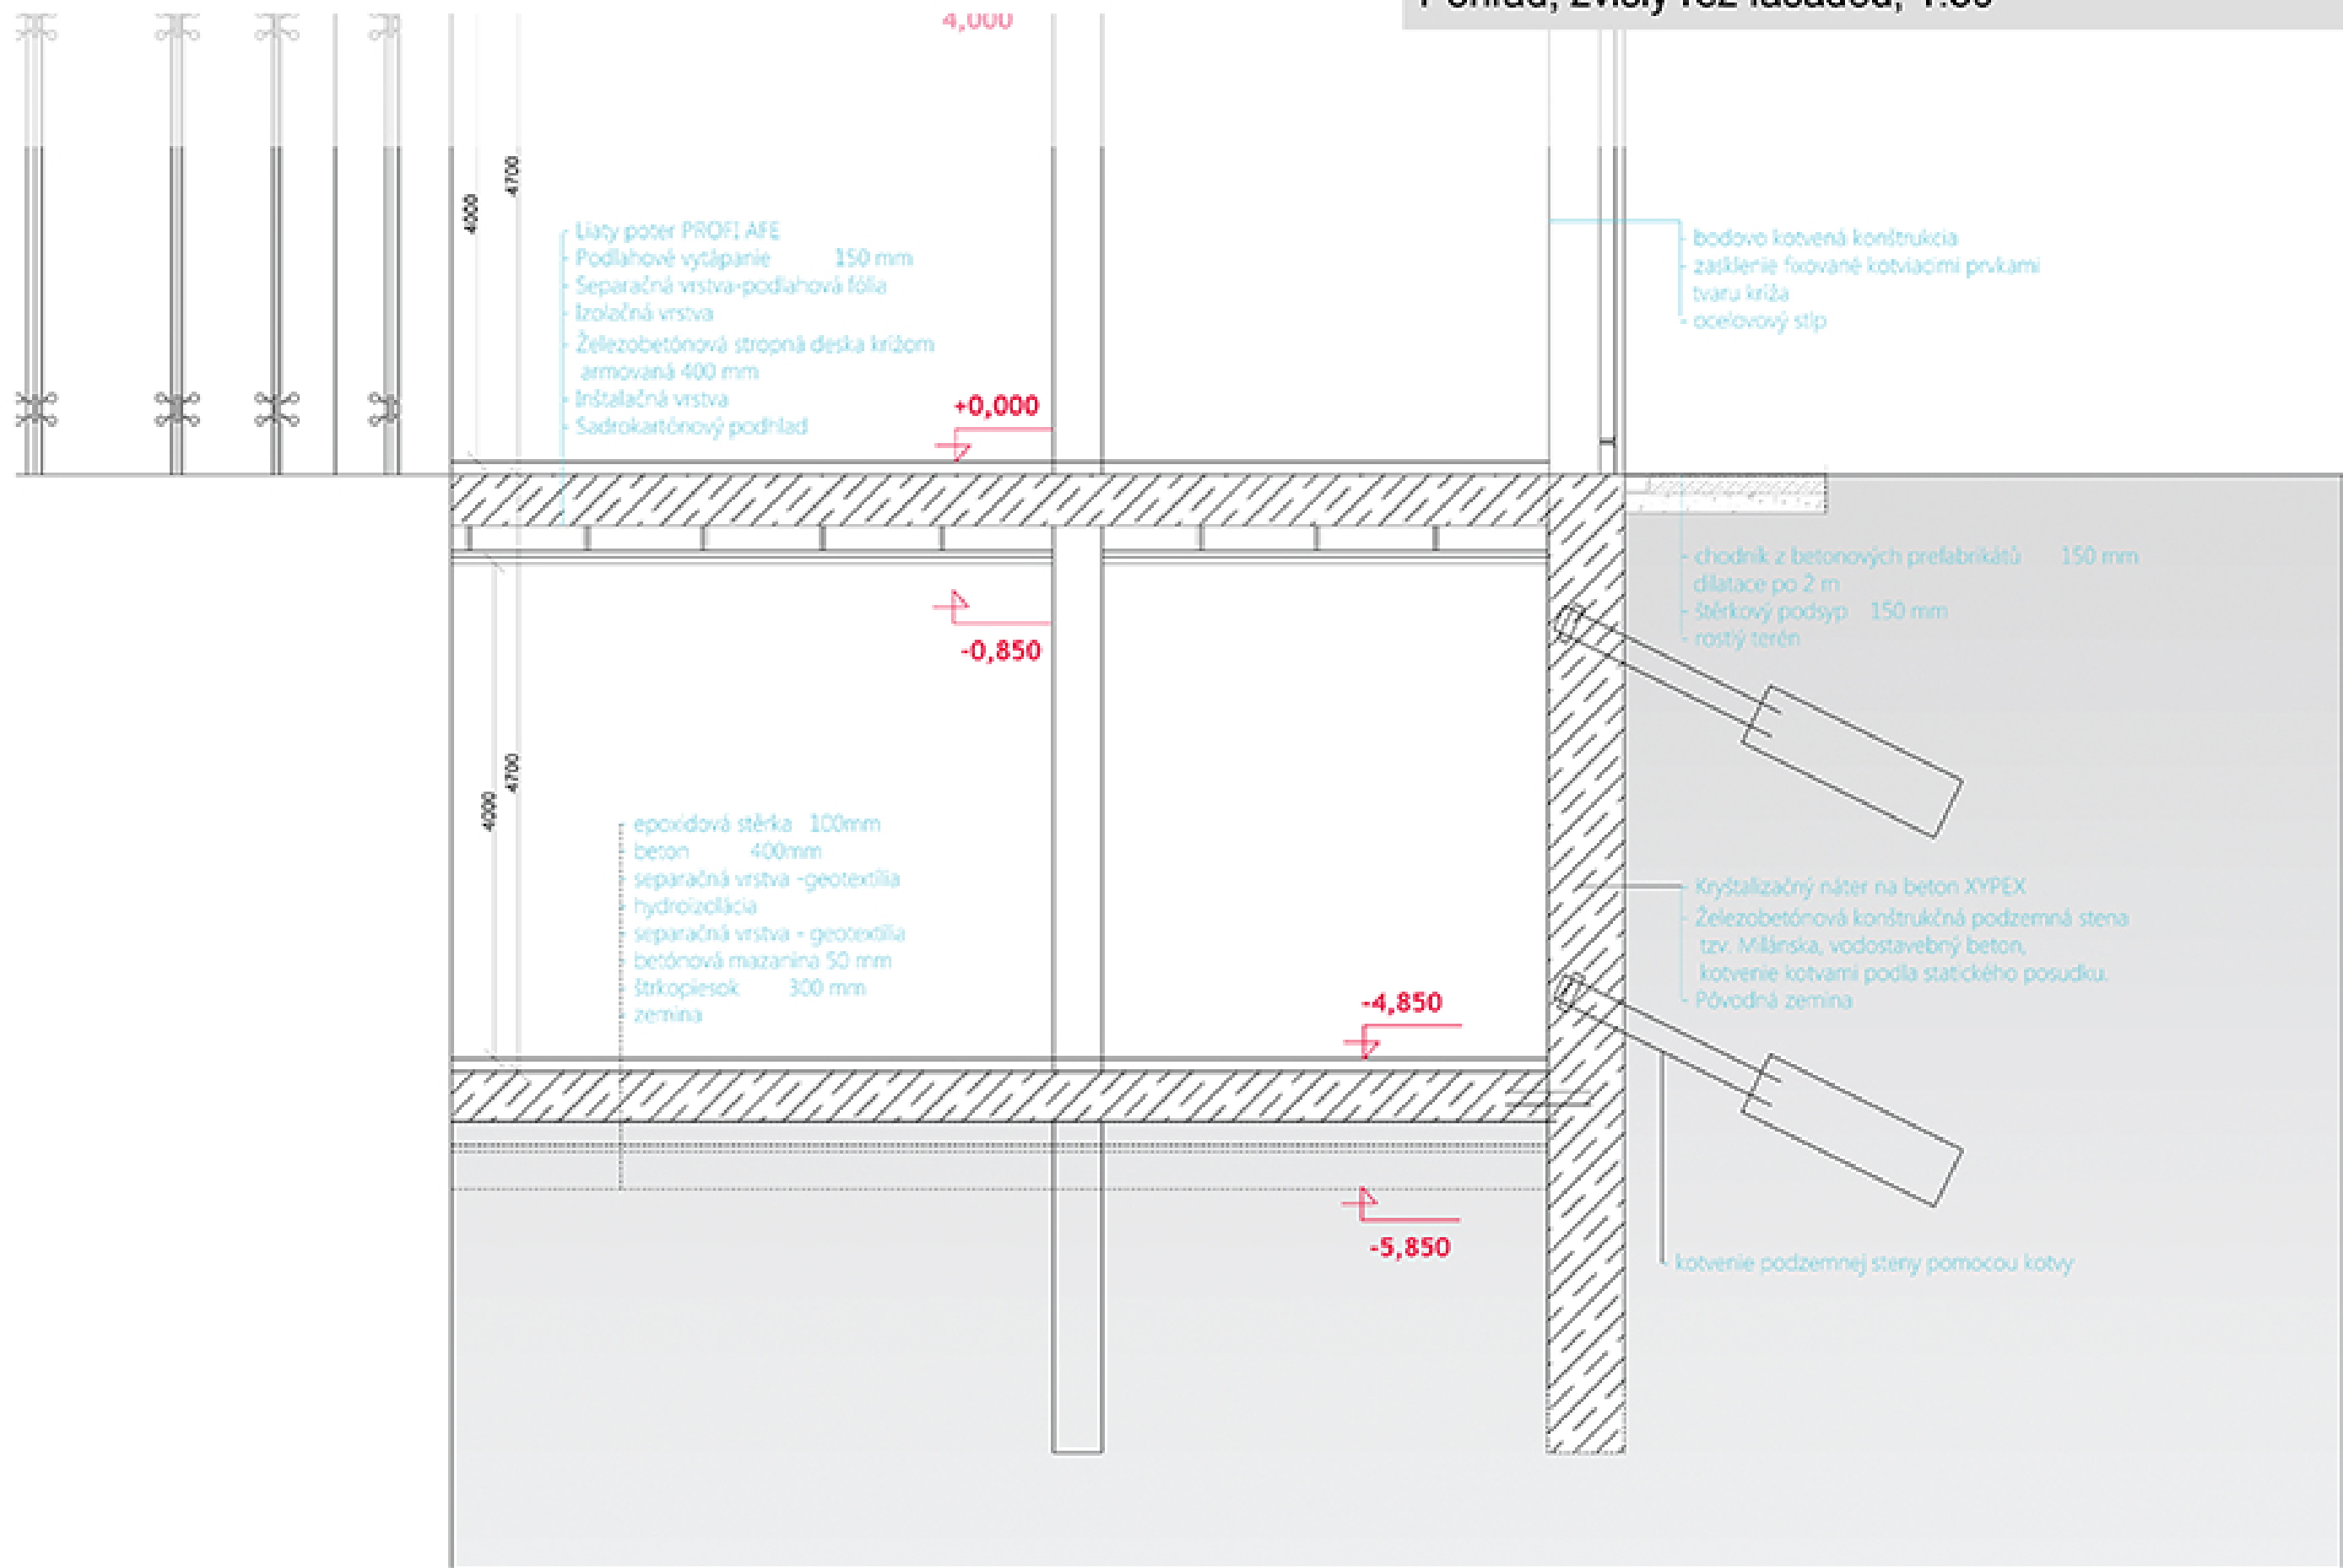 4,000
4700
4000
Liaty poter PROFI AFE
Podlahové vytápanie 150 mm
Separačná vrstva-podlahová fólia
Izolačná vrstva
Železobetónová stropná deska križom
armovaná 400 mm
Inštalačná vrstva
Sadrokartónový podhlad
+0,000
bodovo kotvená konštrukcia
zasklenie fixované kotviacimi prvkami
tvaru kríža
ocelovový stlp
-0,850
chodník z betonových prefabrikátů 150 mm
dilatace po 2 m
štěrkový podsyp 150 mm
rostlý terén
4700
4000
epoxidová stěrka 100mm
beton 400mm
separačná vrstva -geotextília
hydroizolácia
separačná vrstva - geotextília
betónová mazanina 50 mm
štrkopiesok 300 mm
zemina
Kryštalizačný náter na beton XYPEX
Železobetónová konštrukčná podzemná stena
tzv. Milánska, vodostavebný beton,
kotvenie kotvami podla statického posudku.
Pôvodná zemina
-4,850
-5,850
kotvenie podzemnej steny pomocou kotvy